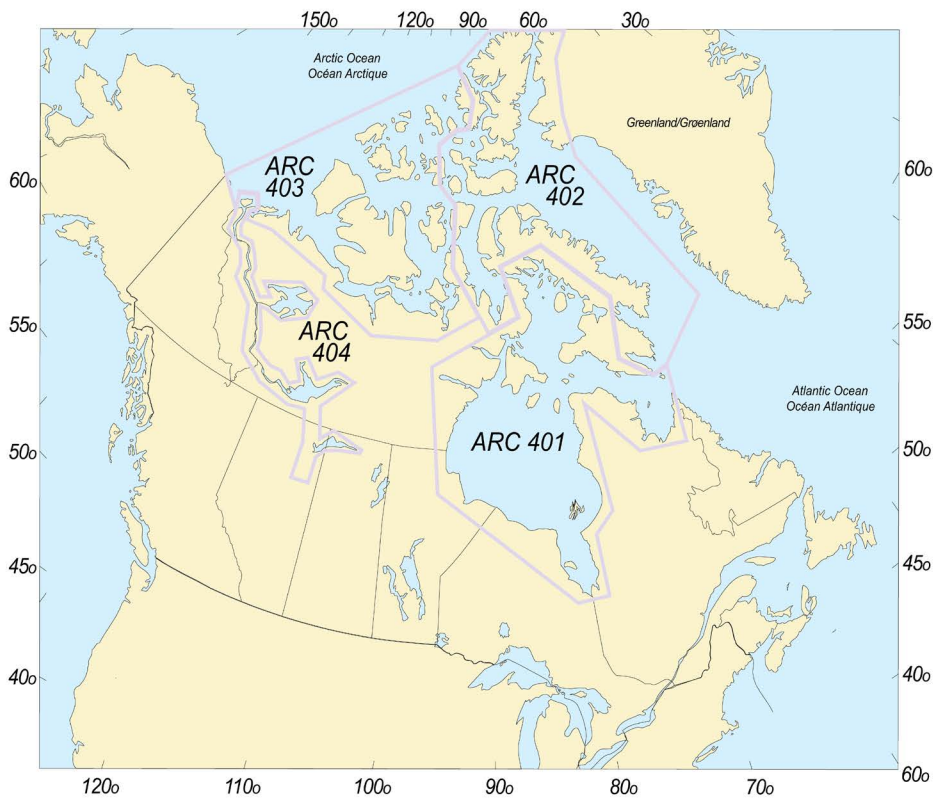 150o 120o 90o 60o 30o
Arctic Ocean
Océan Arctique
Greenland/Grøenland
ARC
403
ARC
402
60o
60o
55o
55o
ARC
404
Atlantic Ocean
Océan Atlantique
ARC 401
50o
50o
45o
45o
40o
40o
60o
120o 110o 100o 90o 80o 70o